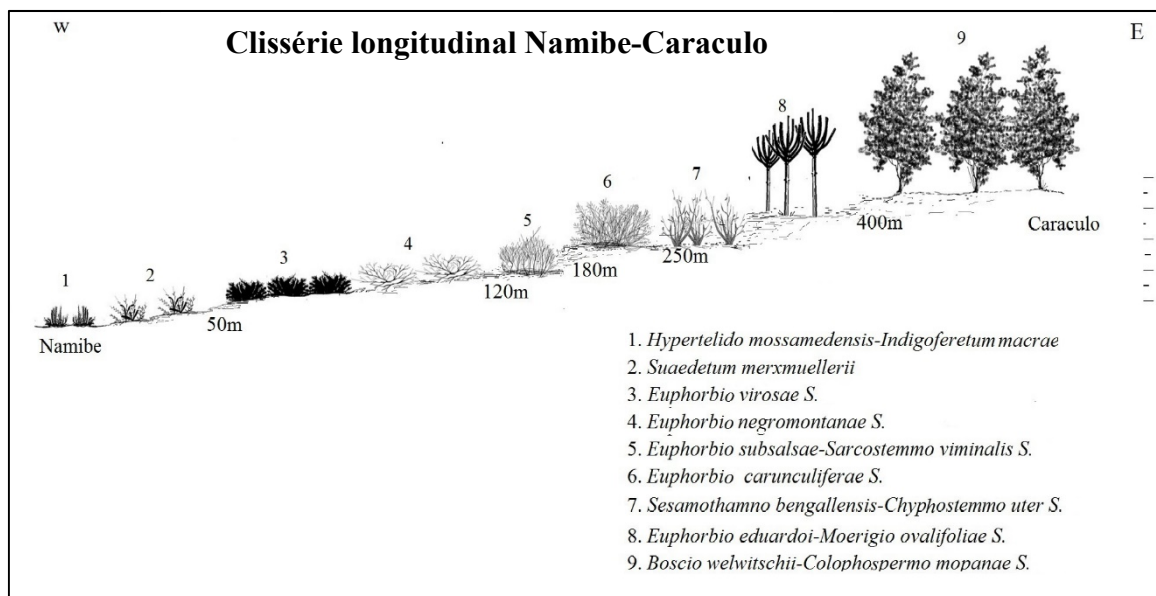 W
E
Clissérie longitudinal Namibe-Caraculo
9
8
7
6
5
4
3
2
1
400m
Caraculo
250m
180m
120m
50m
Namibe
1. Hypertelido mossamedensis-Indigoferetum macrae
2. Suaedetum merxmuellerii
3. Euphorbio virosae S.
4. Euphorbio negromontanae S.
5. Euphorbio subsalsae-Sarcostemmo viminalis S.
6. Euphorbio carunculiferae S.
7. Sesamothamno bengallensis-Chyphostemmo uter S.
8. Euphorbio eduardoi-Moerigio ovalifoliae S.
9. Boscio welwitschii-Colophospermo mopanae S.